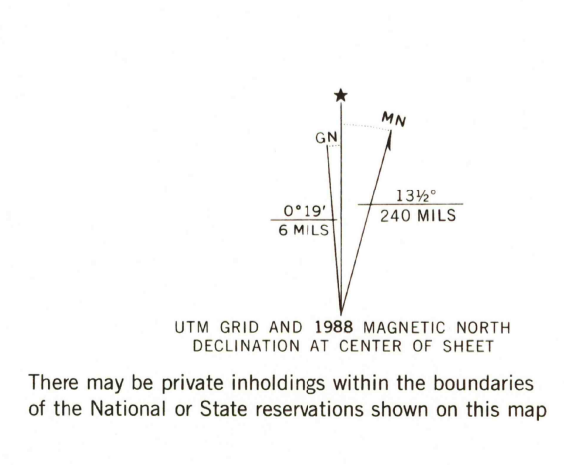 ★
MN
GN
13½°
240 MILS
0°19'
6 MILS
UTM GRID AND 1988 MAGNETIC NORTH
DECLINATION AT CENTER OF SHEET
There may be private inholdings within the boundaries
of the National or State reservations shown on this map